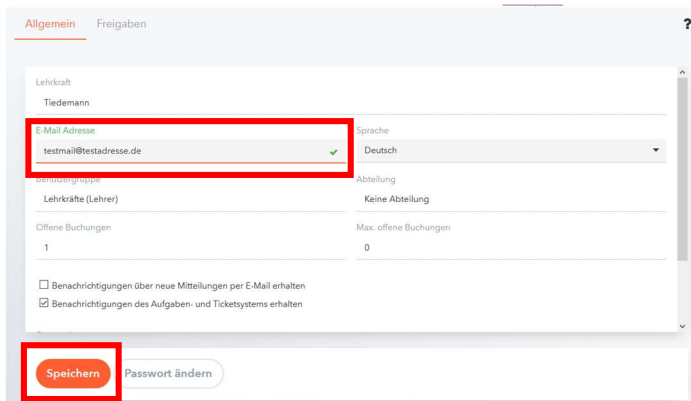 Allgemein Freigaben ?
Lehrkraft
Tiedemann
E-Mail Adresse Sprache
testmail@testadresse.de Deutsch
Benutzergruppe Abteilung
Lehrkräfte (Lehrer) Keine Abteilung
Offene Buchungen Max. offene Buchungen
1 0
Benachrichtigungen über neue Mitteilungen per E-Mail erhalten
Benachrichtigungen des Aufgaben- und Ticketsystems erhalten
Speichern Passwort ändern